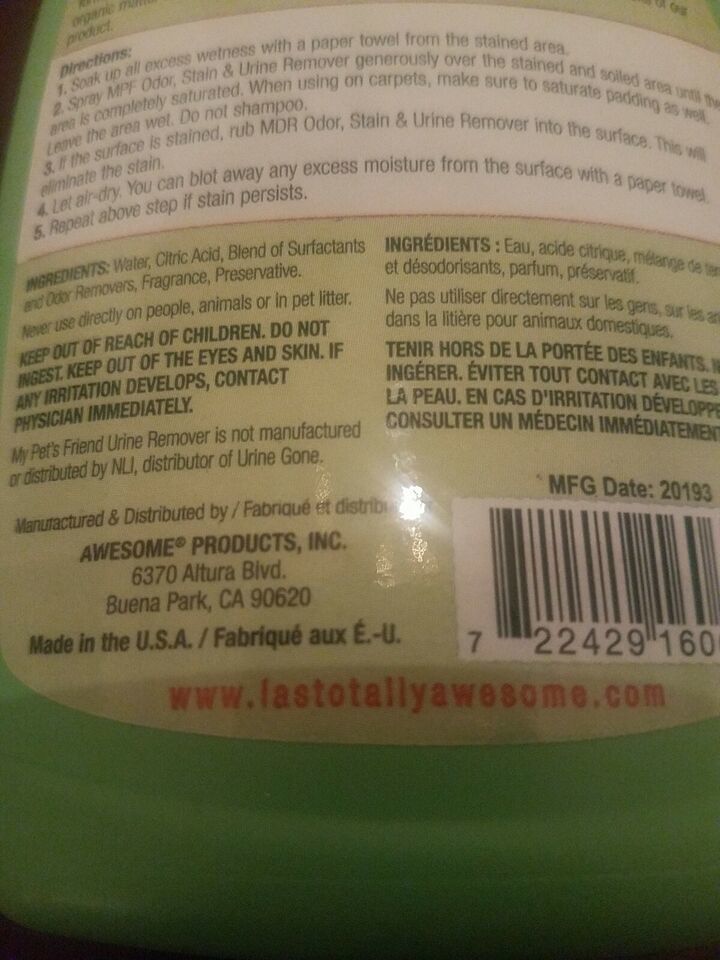 organic
of our
product.
Directions:
1. Soak up all excess wetness with a paper towel from the stained area.
2. Spray MPF Odor, Stain & Urine Remover generously over the stained and soiled area until the
area is completely saturated. When using on carpets, make sure to saturate padding as well.
Leave the area wet. Do not shampoo.
3. If the surface is stained, rub MDR Odor, Stain & Urine Remover into the surface. This will
eliminate the stain.
4. Let air-dry. You can blot away any excess moisture from the surface with a paper towel.
5. Repeat above step if stain persists.
INGREDIENTS: Water, Citric Acid, Blend of Surfactants
and Odor Removers, Fragrance, Preservative.
Never use directly on people, animals or in pet litter.
KEEP OUT OF REACH OF CHILDREN. DO NOT
INGEST. KEEP OUT OF THE EYES AND SKIN. IF
ANY IRRITATION DEVELOPS, CONTACT
PHYSICIAN IMMEDIATELY.
My Pet's Friend Urine Remover is not manufactured
or distributed by NLI, distributor of Urine Gone.
INGRÉDIENTS : Eau, acide citrique, mélange de
et désodorisants, parfum, préservatif.
Ne pas utiliser directement sur les gens, sur les
dans la litière pour animaux domestiques.
TENIR HORS DE LA PORTÉE DES ENFANTS.
INGÉRER. ÉVITER TOUT CONTACT AVEC LES
LA PEAU. EN CAS D'IRRITATION DÉVELOPPE
CONSULTER UN MÉDECIN IMMÉDIATEMENT
Manufactured & Distributed by / Fabriqué et distrib
AWESOME® PRODUCTS, INC.
6370 Altura Blvd.
Buena Park, CA 90620
Made in the U.S.A. / Fabriqué aux É.-U.
MFG Date: 20193
7 22429 160
www.lastotallyawesome.com